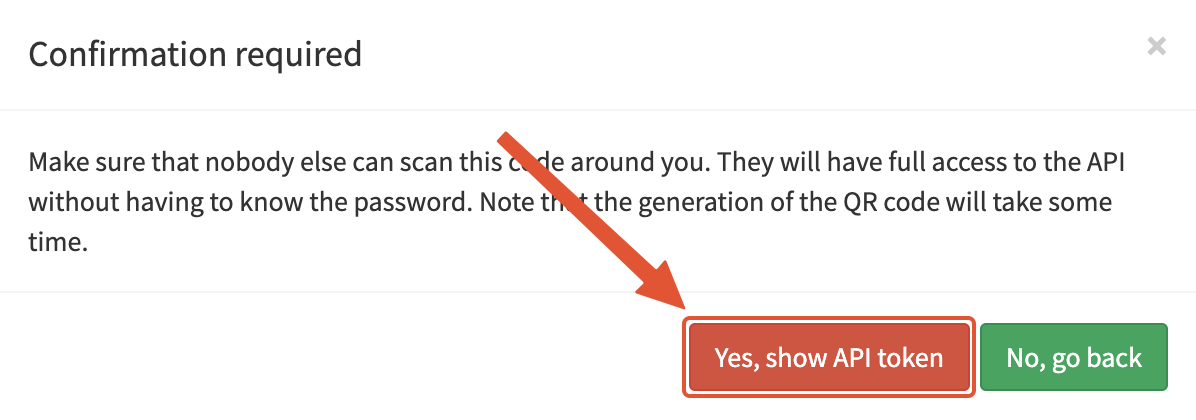 Confirmation required
×
Make sure that nobody else can scan this code around you. They will have full access to the API
without having to know the password. Note that the generation of the QR code will take some
time.
Yes, show API token
No, go back